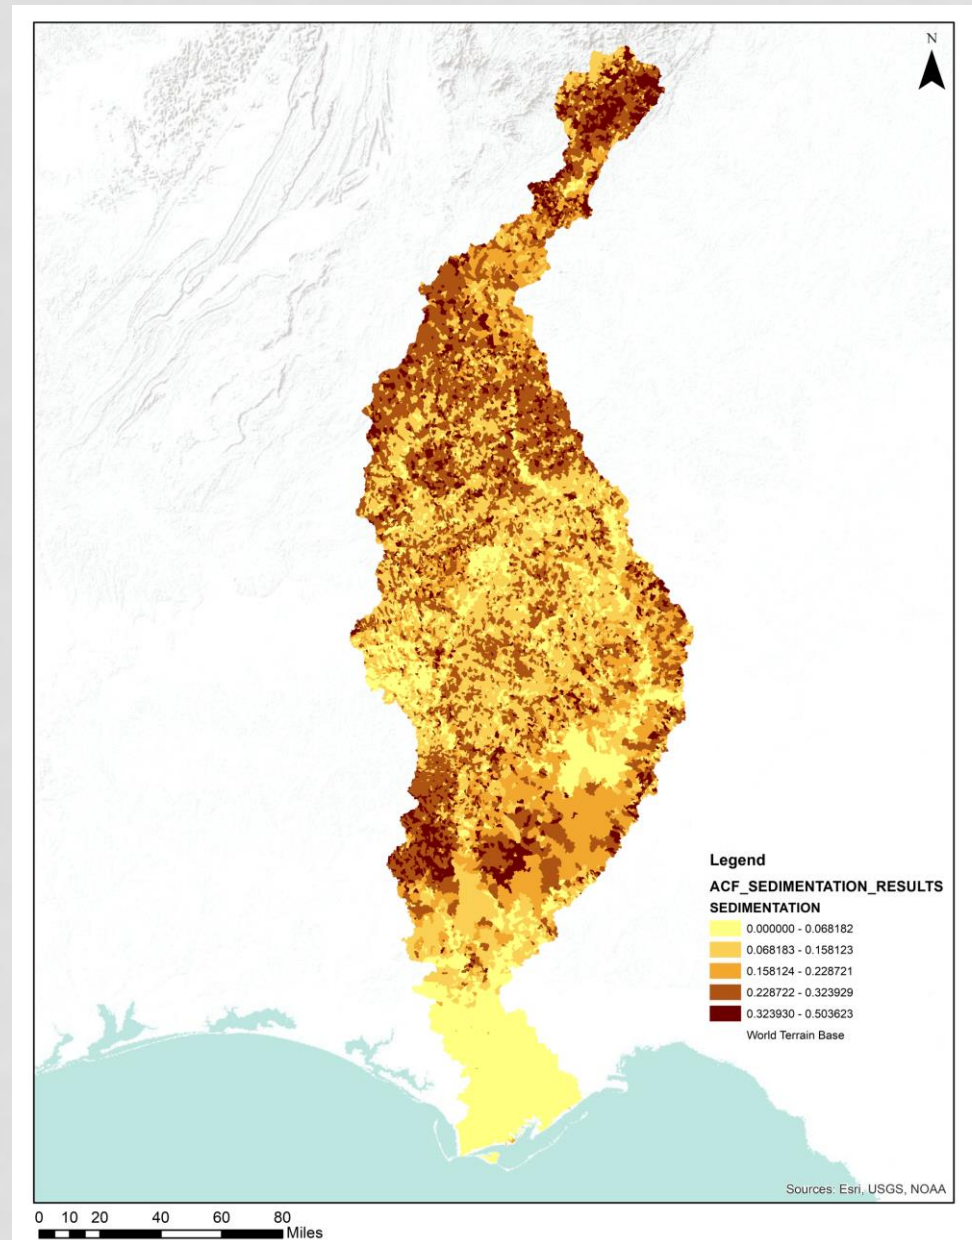 N
Legend
ACF_SEDIMENTATION_RESULTS
SEDIMENTATION
0.000000 - 0.068182
0.068183 - 0.158123
0.158124 - 0.228721
0.228722 - 0.323929
0.323930 - 0.503623
World Terrain Base
Sources: Esri, USGS, NOAA
0 10 20 40 60 80
Miles